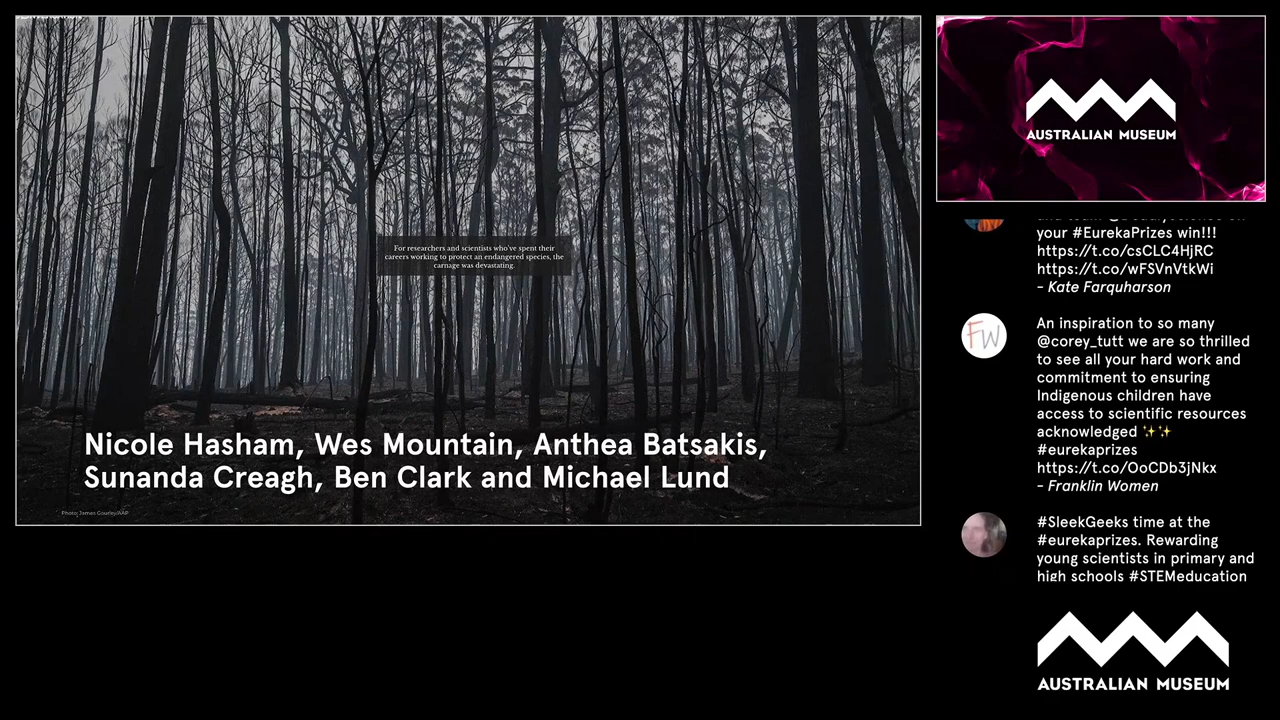 For researchers and scientists who've spent their
careers working to protect an endangered species, the
carnage was devastating.
Nicole Hasham, Wes Mountain, Anthea Batsakis,
Sunanda Creagh, Ben Clark and Michael Lund
Photo: James Gourley/AAP
AUSTRALIAN MUSEUM
your #EurekaPrizes win!!!
https://t.co/csCLC4HjRC
https://t.co/wFSVnVtkWi
- Kate Farquharson
FW
An inspiration to so many
@corey_tutt we are so thrilled
to see all your hard work and
commitment to ensuring
Indigenous children have
access to scientific resources
acknowledged ✨✨
#eurekaprizes
https://t.co/OoCDb3jNkx
- Franklin Women
#SleekGeeks time at the
#eurekaprizes. Rewarding
young scientists in primary and
high schools #STEMeducation
AUSTRALIAN MUSEUM